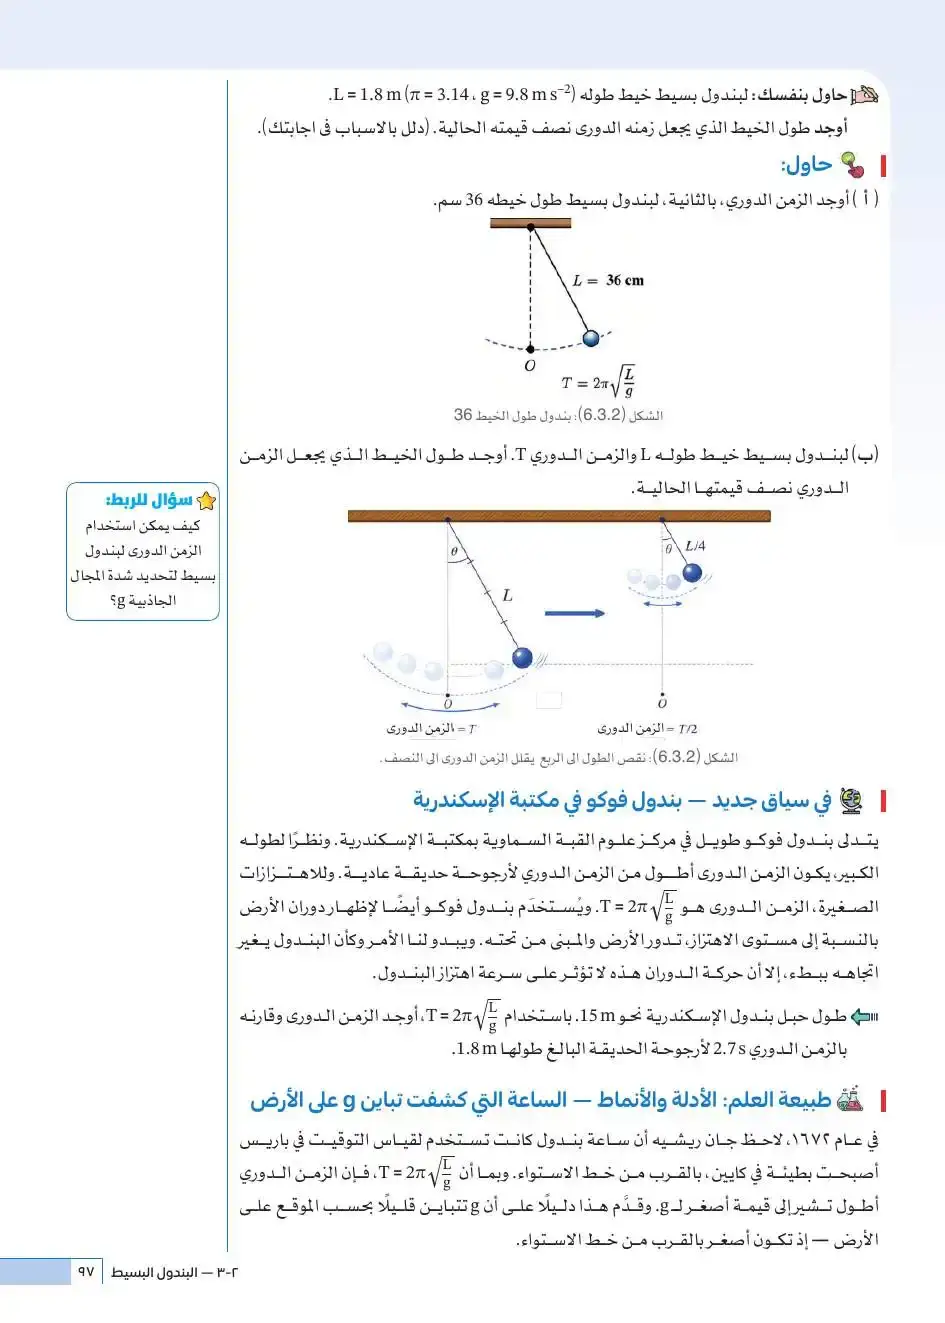 حاول بنفسك: لبندول بسيط خيط طوله L = 1.8 m (π = 3.14 ، g = 9.8 m s⁻²).
أوجد طول الخيط الذي يجعل زمنه الدورى نصف قيمته الحالية. (دلل بالاسباب فى اجابتك).
حاول:
( أ ) أوجد الزمن الدوري، بالثانية، لبندول بسيط طول خيطه 36 سم.
L = 36 cm
O
T = 2π√(L/g)
الشكل (6.3.2): بندول طول الخيط 36
(ب) لبندول بسيط خيط طوله L والزمن الدوري T. أوجد طول الخيط الذي يجعل الزمن
الدوري نصف قيمتها الحالية.
θ
L
θ
L/4
O
O
الزمن الدورى = T
الزمن الدورى = T/2
الشكل (6.3.2): نقص الطول الى الربع يقلل الزمن الدورى الى النصف.
سؤال للربط:
كيف يمكن استخدام
الزمن الدورى لبندول
بسيط لتحديد شدة المجال
الجاذبية g؟
في سياق جديد — بندول فوكو في مكتبة الإسكندرية
يتدلى بندول فوكو طويل في مركز علوم القبة السماوية بمكتبة الإسكندرية. ونظرًا لطوله
الكبير، يكون الزمن الدورى أطول من الزمن الدوري لأرجوحة حديقة عادية. وللاهتزازات
الصغيرة، الزمن الدورى هو T = 2π√(L/g). ويُستخدَم بندول فوكو أيضًا لإظهار دوران الأرض
بالنسبة إلى مستوى الاهتزاز، تدور الأرض والمبنى من تحته. ويبدو لنا الأمر وكأن البندول يغير
اتجاهه ببطء، إلا أن حركة الدوران هذه لا تؤثر على سرعة اهتزاز البندول.
طول حبل بندول الإسكندرية نحو 15 m. باستخدام T = 2π√(L/g)، أوجد الزمن الدورى وقارنه
بالزمن الدوري 2.7 s لأرجوحة الحديقة البالغ طولها 1.8 m.
طبيعة العلم: الأدلة والأنماط — الساعة التي كشفت تباين g على الأرض
في عام ١٦٧٢، لاحظ جان ريشيه أن ساعة بندول كانت تستخدم لقياس التوقيت في باريس
أصبحت بطيئة في كايين، بالقرب من خط الاستواء. وبما أن T = 2π√(L/g)، فإن الزمن الدوري
أطول تشير إلى قيمة أصغر لـ g. وقدَّم هذا دليلًا على أن g تتباين قليلًا بحسب الموقع على
الأرض — إذ تكون أصغر بالقرب من خط الاستواء.
٢-٣ — البندول البسيط ٩٧